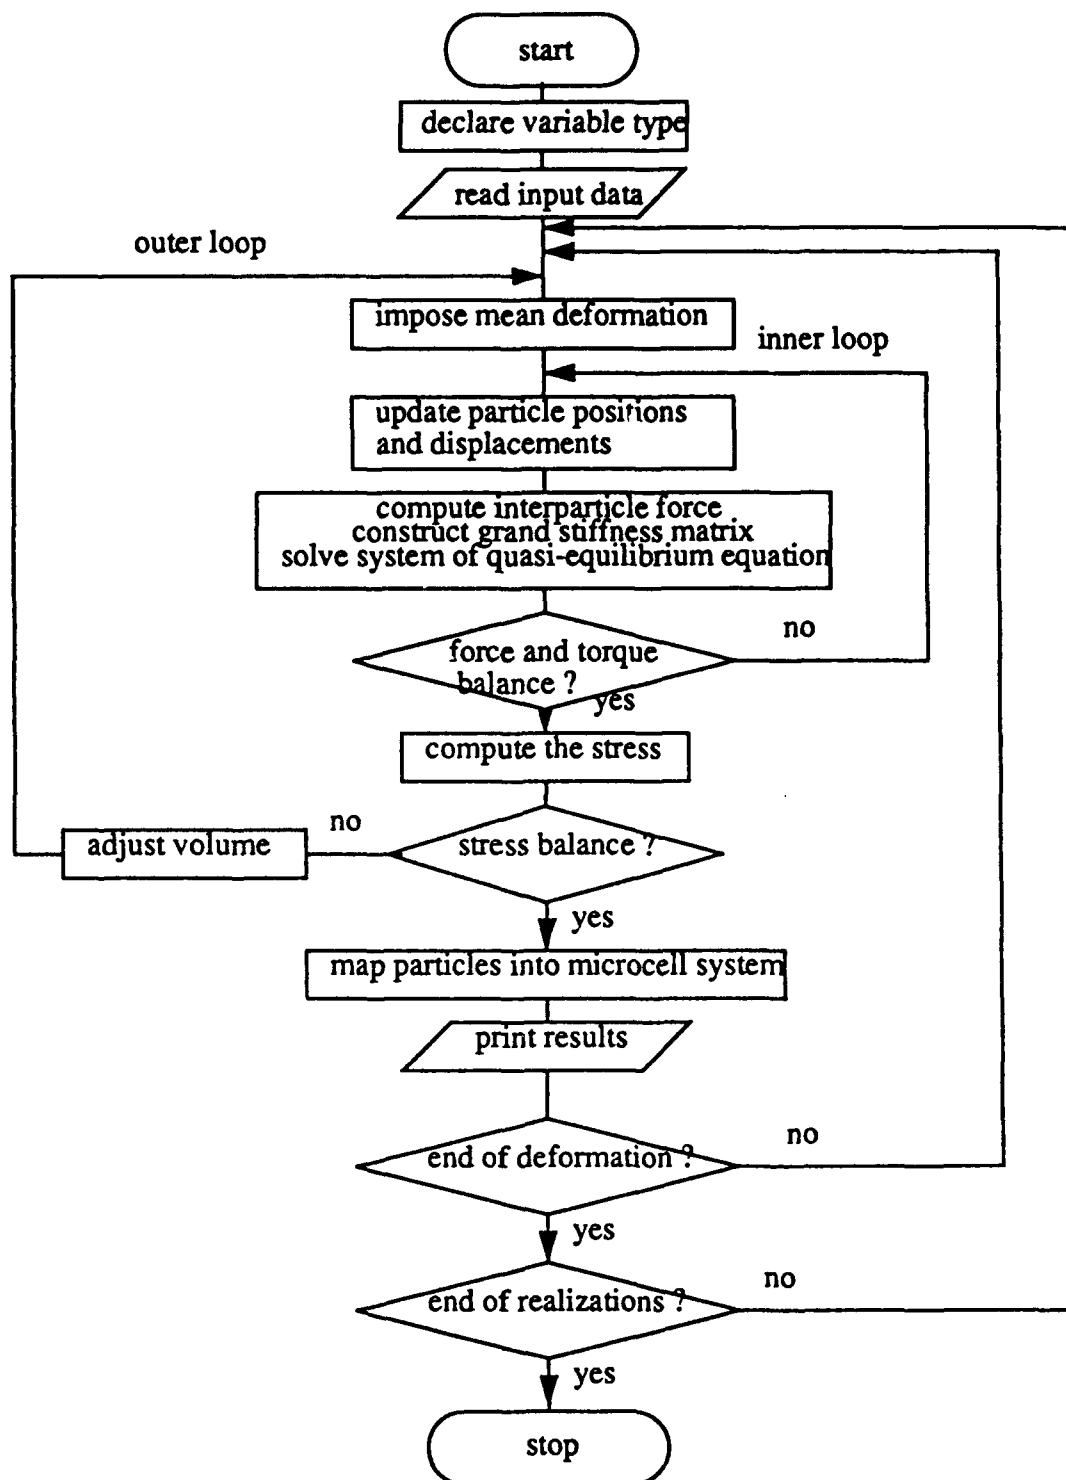 start
declare variable type
read input data
outer loop
impose mean deformation
inner loop
update particle positions
and displacements
compute interparticle force
construct grand stiffness matrix
solve system of quasi-equilibrium equation
no
force and torque
balance ?
yes
compute the stress
no
adjust volume
stress balance ?
yes
map particles into microcell system
print results
no
end of deformation ?
yes
no
end of realizations ?
yes
stop